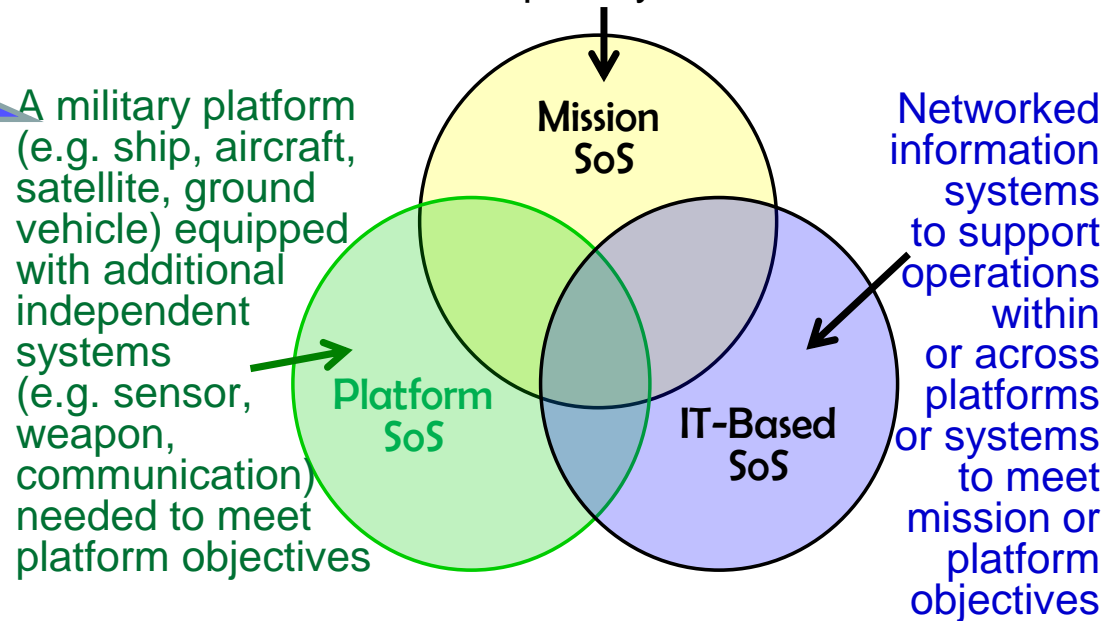 Mission
SoS
A military platform
(e.g. ship, aircraft,
satellite, ground
vehicle) equipped
with additional
independent
systems
(e.g. sensor,
weapon,
communication)
needed to meet
platform objectives
Platform
SoS
IT-Based
SoS
Networked
information
systems
to support
operations
within
or across
platforms
or systems
to meet
mission or
platform
objectives